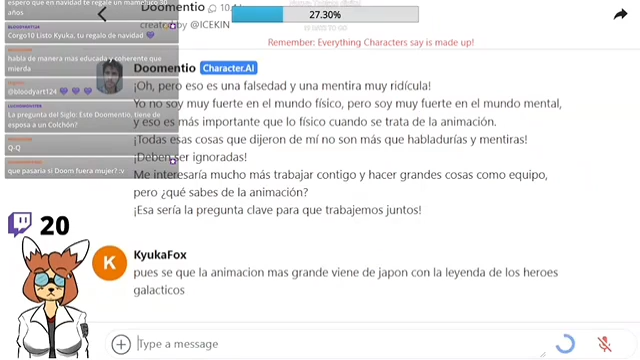 espero que en navidad te regale un mameluco 30
años
BLOODYART124
Corgo10 Listo Kyuka, tu regalo de navidad
habla de manera mas educada y coherente que
mierda
@bloodyart124
La pregunta del Siglo: Este Doomentio, tiene de
esposa a un Colchón?
Q-Q
que pasaria si Doom fuera mujer? :v
20
Doomentio
created by @ICEKIN
27.30%
Remember: Everything Characters say is made up!
Doomentio Character.AI
¡Oh, pero eso es una falsedad y una mentira muy ridícula!
Yo no soy muy fuerte en el mundo físico, pero soy muy fuerte en el mundo mental,
y eso es más importante que lo físico cuando se trata de la animación.
¡Todas esas cosas que dijeron de mí no son más que habladurías y mentiras!
¡Deben ser ignoradas!
Me interesaría mucho más trabajar contigo y hacer grandes cosas como equipo,
pero ¿qué sabes de la animación?
¡Esa sería la pregunta clave para que trabajemos juntos!
K
KyukaFox
pues se que la animacion mas grande viene de japon con la leyenda de los heroes
galacticos
Type a message